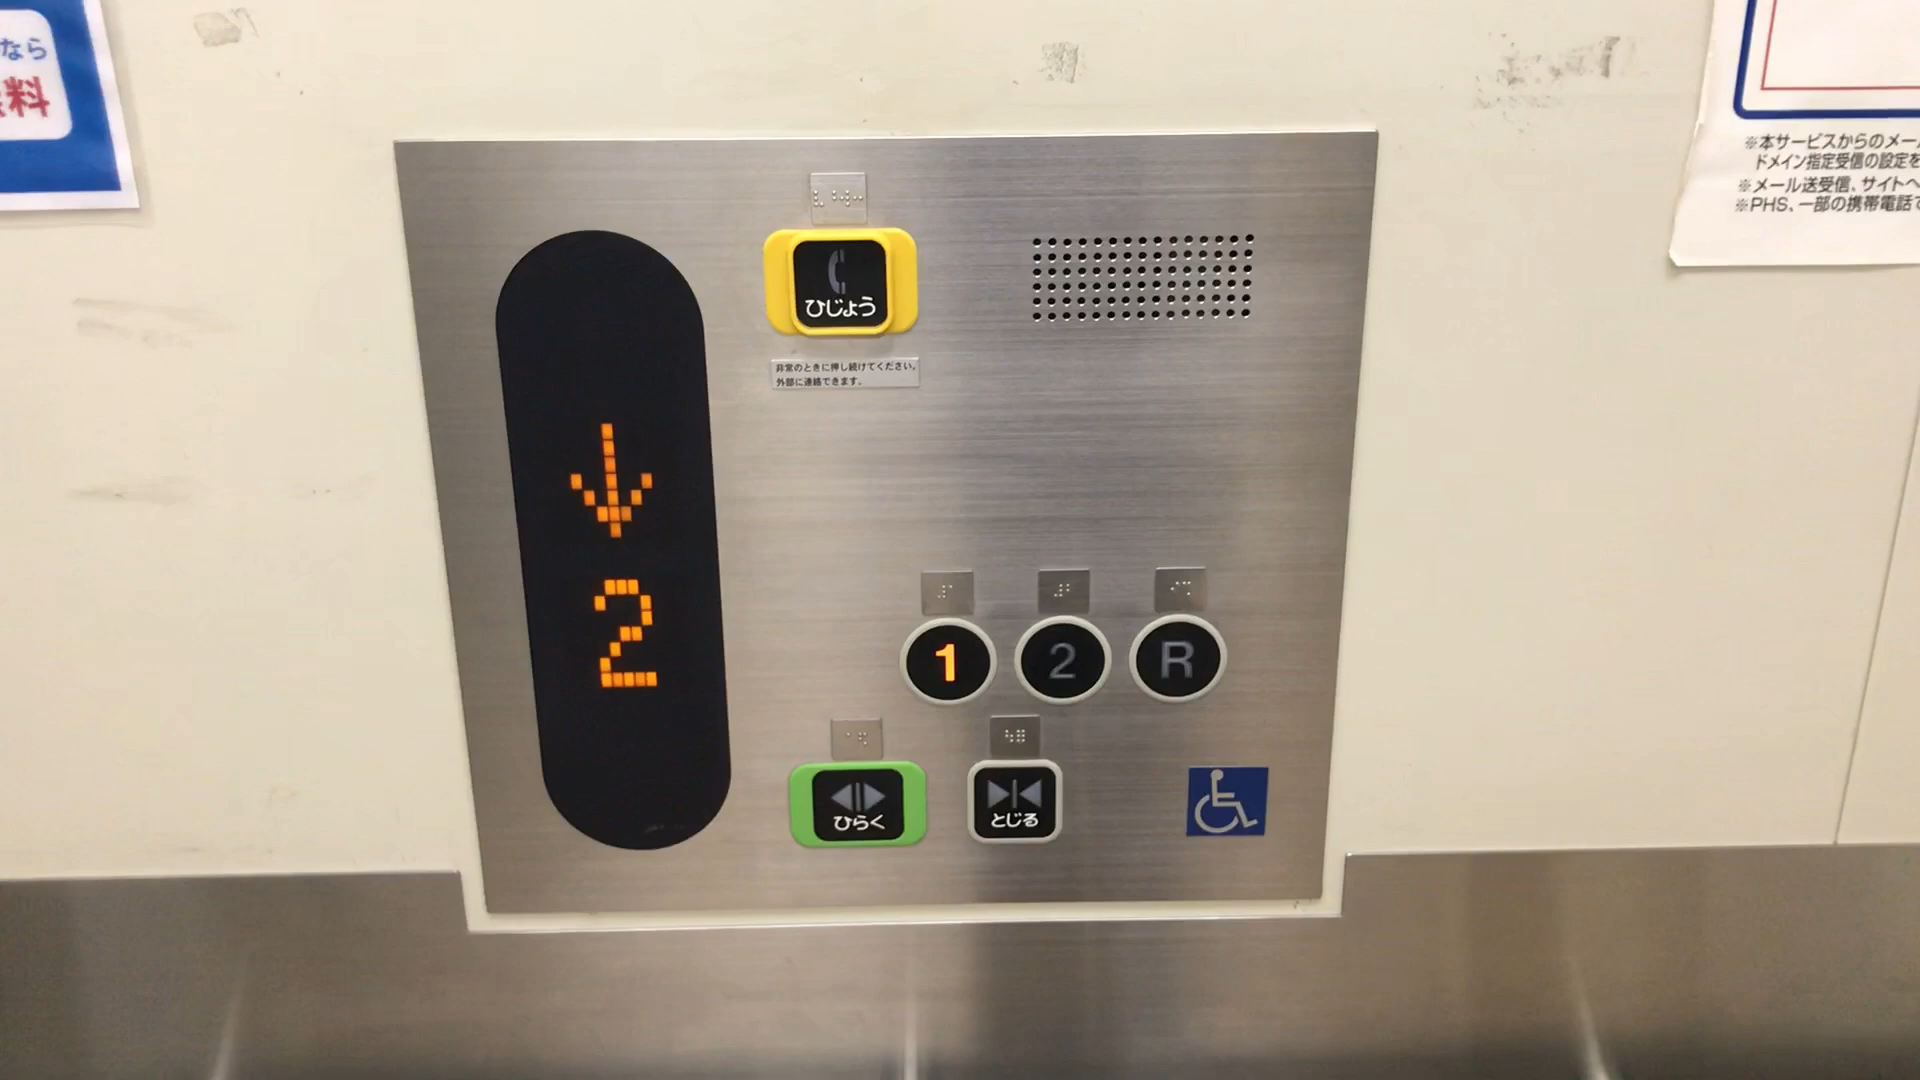 なら
料
ひじょう
非常のときに押し続けてください。
外部に連絡できます。
2
1 2 R
ひらく とじる
※本サービスからのメー
ドメイン指定受信の設定を
※メール送受信、サイトへ
※PHS、一部の携帯電話で